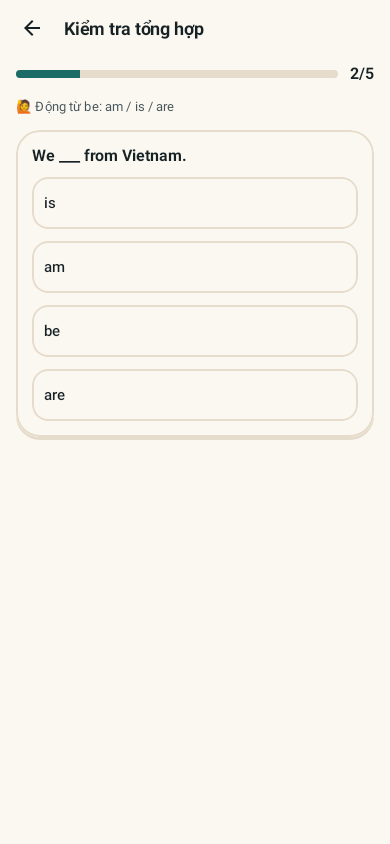 Kiểm tra tổng hợp
2/5
🙋 Động từ be: am / is / are
We ___ from Vietnam.
is
am
be
are